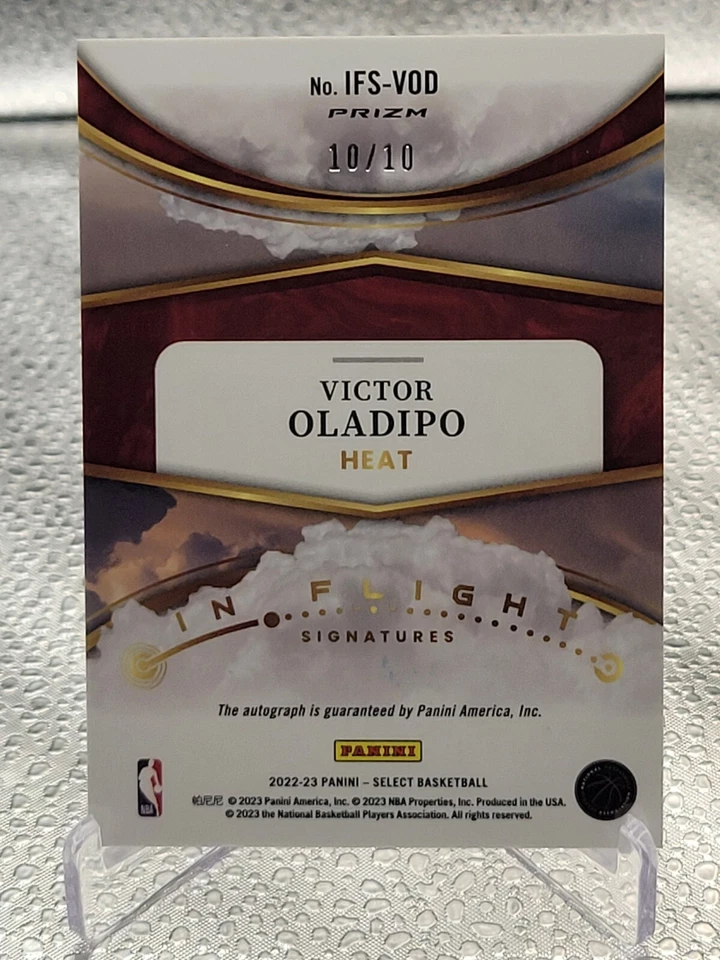 No. IFS-VOD
PRIZM
10/10
VICTOR
OLADIPO
HEAT
IN FLIGHT
SIGNATURES
The autograph is guaranteed by Panini America, Inc.
PANINI
2022-23 PANINI – SELECT BASKETBALL
帕尼尼 © 2023 Panini America, Inc. © 2023 NBA Properties, Inc. Produced in the USA.
© 2023 the National Basketball Players Association. All rights reserved.
NBA